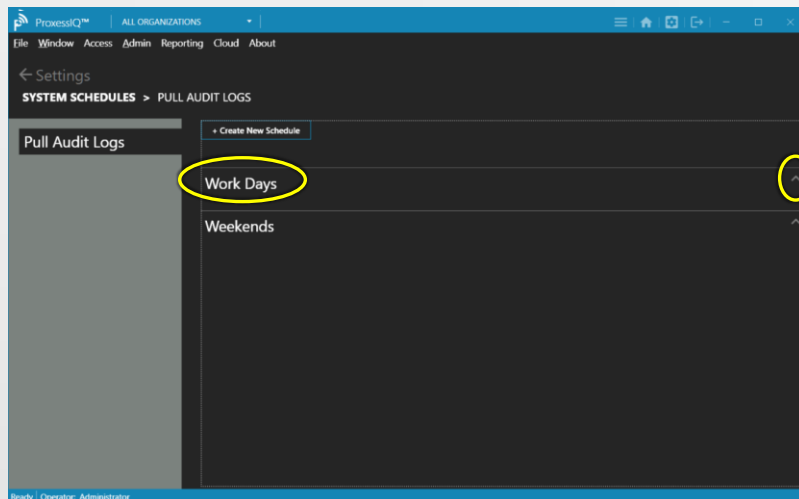 ProxessIQ™ ALL ORGANIZATIONS
File Window Access Admin Reporting Cloud About
Settings
SYSTEM SCHEDULES > PULL AUDIT LOGS
Pull Audit Logs
+ Create New Schedule
Work Days
Weekends
Ready Operator: Administrator